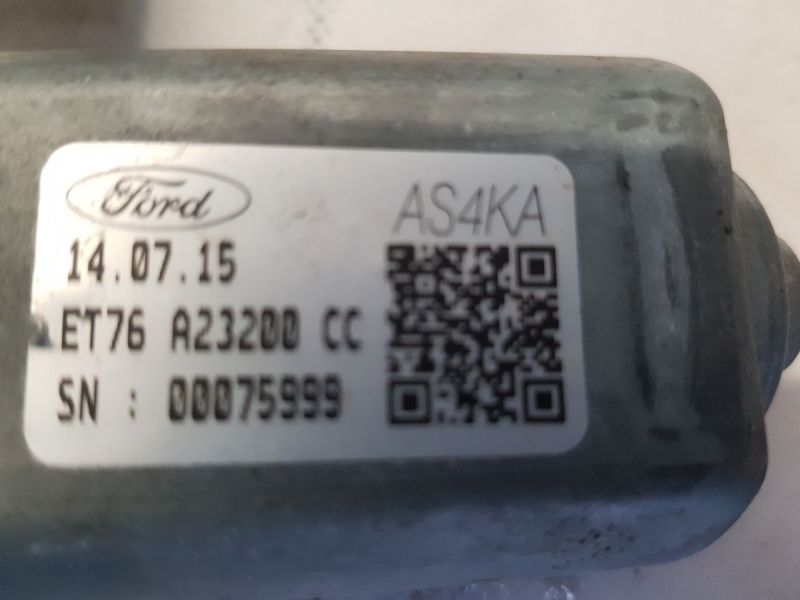 Ford
AS4KA
14.07.15
ET76 A23200 CC
SN : 00075999